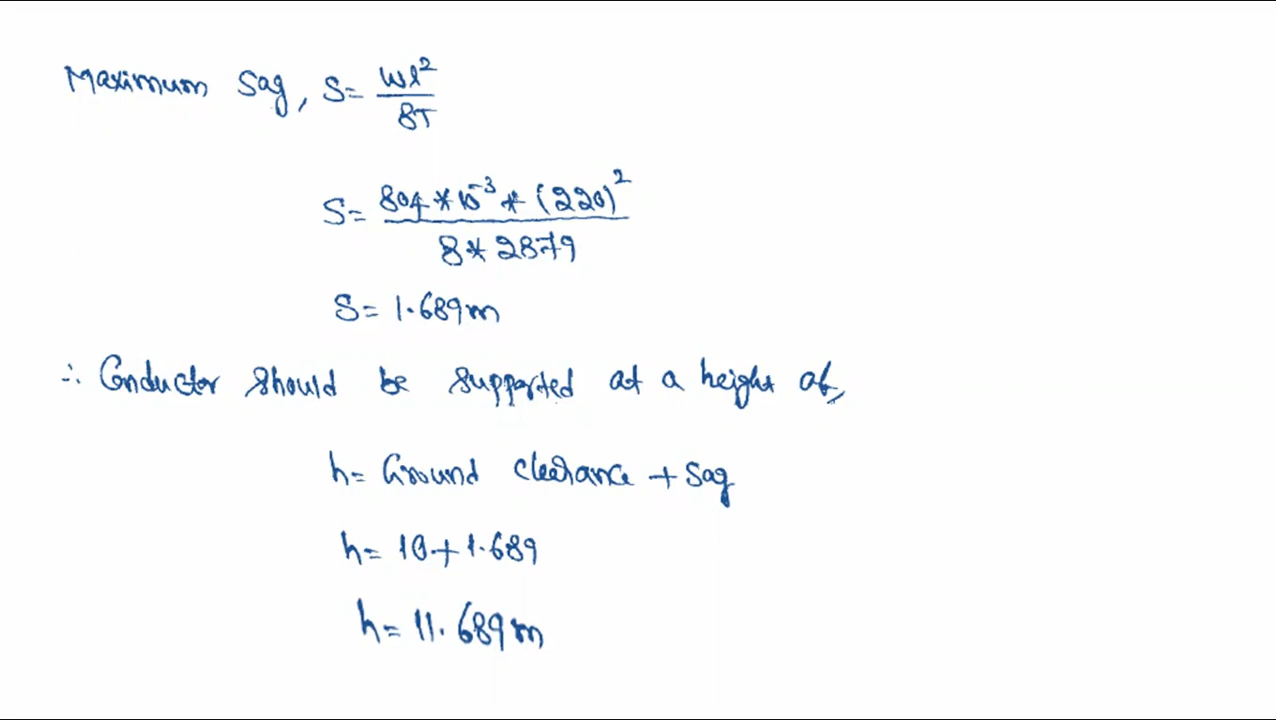 Maximum Sag, S = wl²/8T
S = 804*10⁻³*(220)²/8*2879
S = 1.689m
∴ Conductor should be supported at a height of,
h = Ground clearance + Sag
h = 10+1.689
h = 11.689m